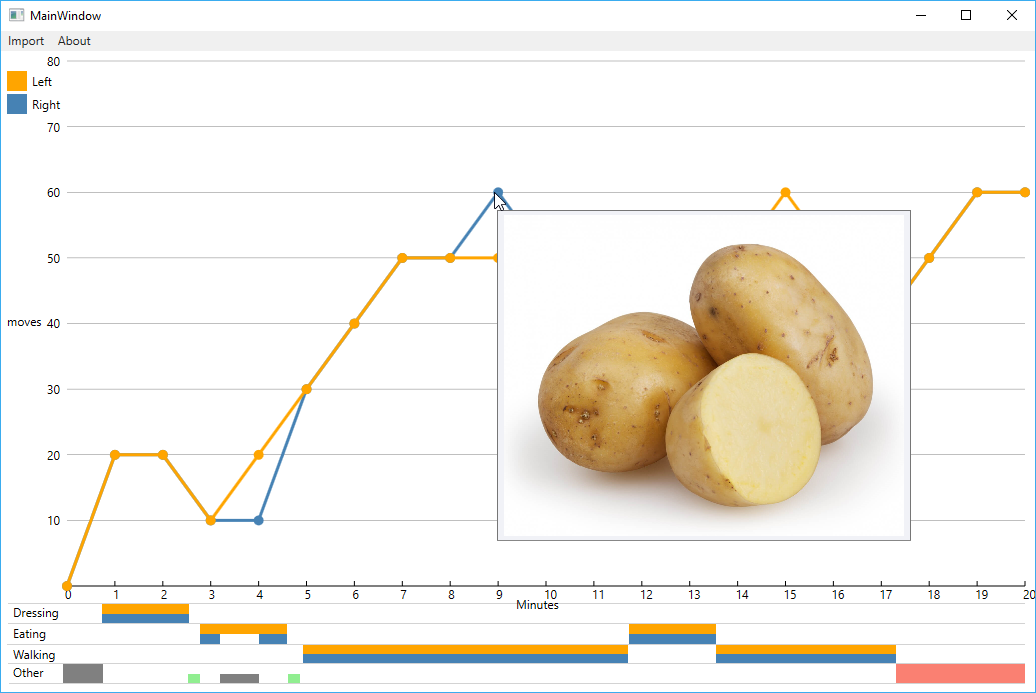 MainWindow
Import About
80
Left
Right
70
60
50
moves 40
30
20
10
0 1 2 3 4 5 6 7 8 9 10 11 12 13 14 15 16 17 18 19 20
Minutes
Dressing
Eating
Walking
Other